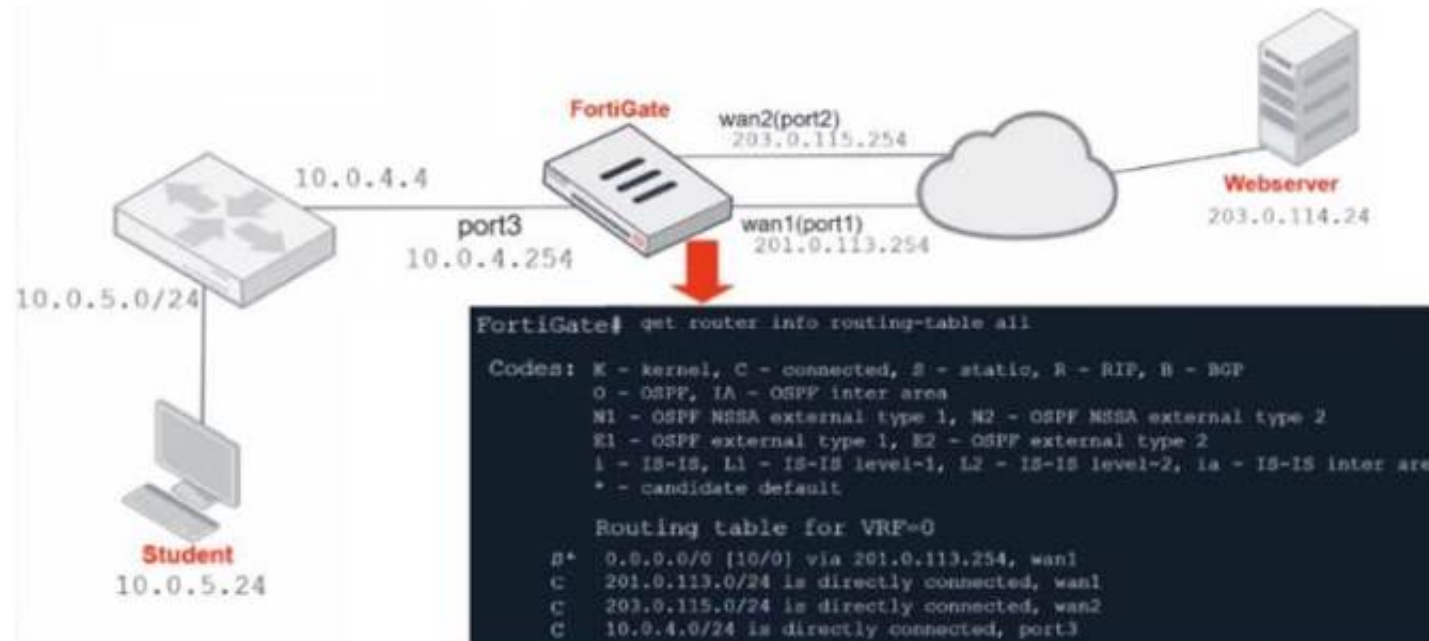 FortiGate
wan2(port2)
203.0.115.254
10.0.4.4
Webserver
203.0.114.24
port3
10.0.4.254
wan1(port1)
201.0.113.254
10.0.5.0/24
Student
10.0.5.24
FortiGate# get router info routing-table all
Codes: K - kernel, C - connected, S - static, R - RIP, B - BGP
O - OSPF, IA - OSPF inter area
N1 - OSPF NSSA external type 1, N2 - OSPF NSSA external type 2
E1 - OSPF external type 1, E2 - OSPF external type 2
i - IS-IS, L1 - IS-IS level-1, L2 - IS-IS level-2, ia - IS-IS inter are
* - candidate default
Routing table for VRF=0
S* 0.0.0.0/0 [10/0] via 201.0.113.254, wan1
C 201.0.113.0/24 is directly connected, wan1
C 203.0.115.0/24 is directly connected, wan2
C 10.0.4.0/24 is directly connected, port3